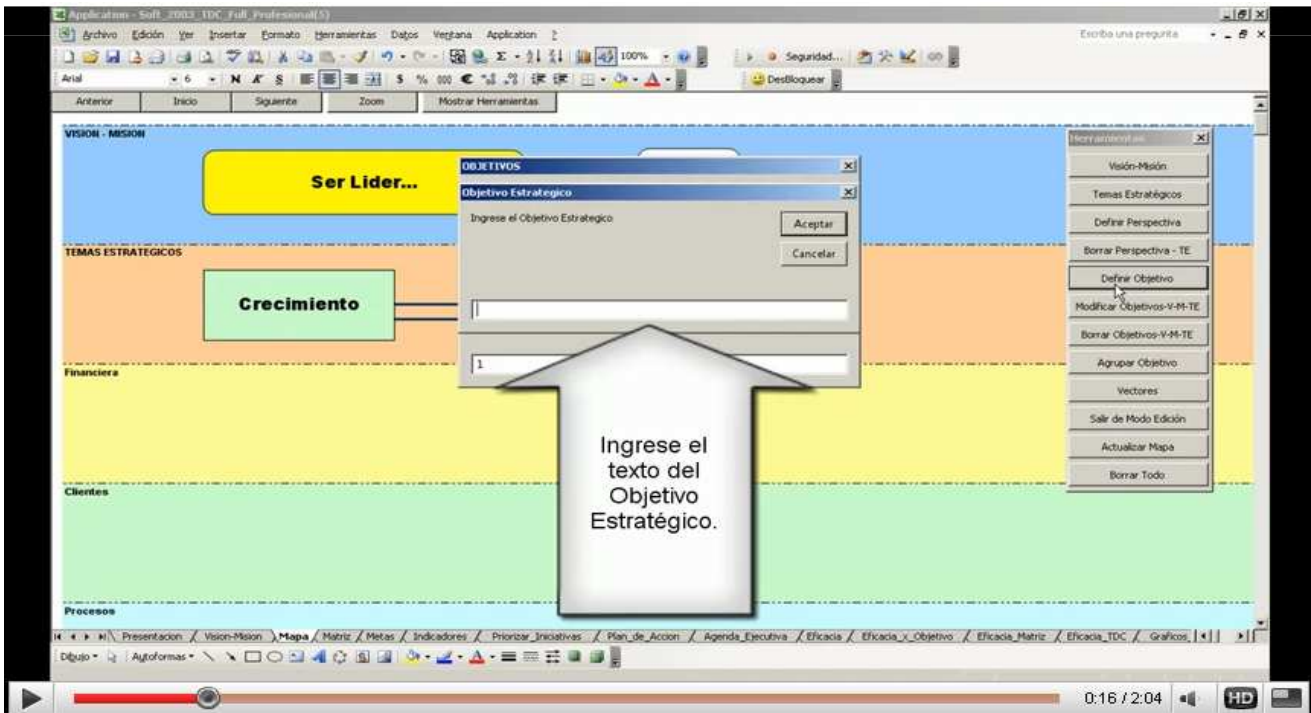 Application - Soft_2003_TDC_Full_Profesional(5)
Archivo Edición Ver Insertar Formato Herramientas Datos Ventana Application ?
Escriba una pregunta
100% Seguridad...
Arial 6 N K S $ % 000 € DesBloquear
Anterior Inicio Siguiente Zoom Mostrar Herramientas
VISION - MISION
Ser Lider...
OBJETIVOS
Objetivo Estrategico
Ingrese el Objetivo Estrategico
Aceptar
Cancelar
1
TEMAS ESTRATEGICOS
Crecimiento
Financiera
Clientes
Procesos
Ingrese el
texto del
Objetivo
Estratégico.
Herramientas
Visión-Misión
Temas Estratégicos
Definir Perspectiva
Borrar Perspectiva - TE
Definir Objetivo
Modificar Objetivos-V-M-TE
Borrar Objetivos-V-M-TE
Agrupar Objetivo
Vectores
Salir de Modo Edición
Actualizar Mapa
Borrar Todo
Presentacion / Vision-Mision / Mapa / Matriz / Metas / Indicadores / Priorizar_Iniciativas / Plan_de_Accion / Agenda_Ejecutiva / Eficacia / Eficacia_x_Objetivo / Eficacia_Matriz / Eficacia_TDC / Graficos
Dibujo Autoformas
0:16 / 2:04 HD